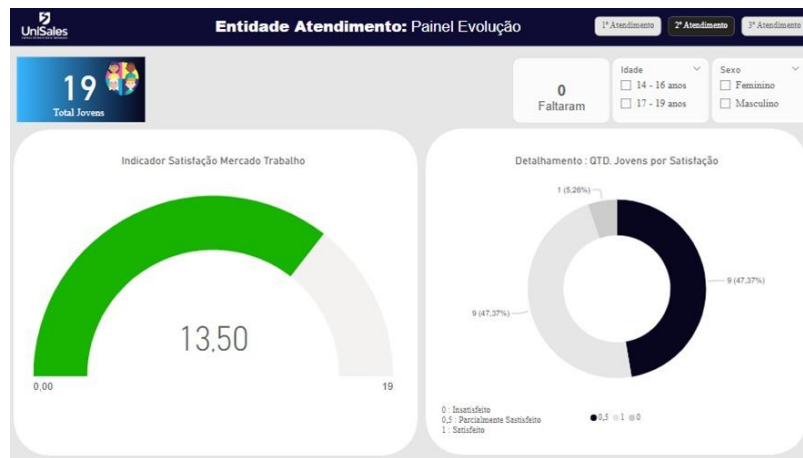 UniSales
Entidade Atendimento: Painel Evolução
1º Atendimento
2º Atendimento
3º Atendimento
19
Total Jovens
0
Faltaram
Idade
14 - 16 anos
17 - 19 anos
Sexo
Feminino
Masculino
Indicador Satisfação Mercado Trabalho
13,50
0,00
19
Detalhamento : QTD. Jovens por Satisfação
1 (5,26%)
9 (47,37%)
9 (47,37%)
0 : Insatisfeito
0,5 : Parcialmente Sastisfeito
1 : Satisfeito
0,5 1 0